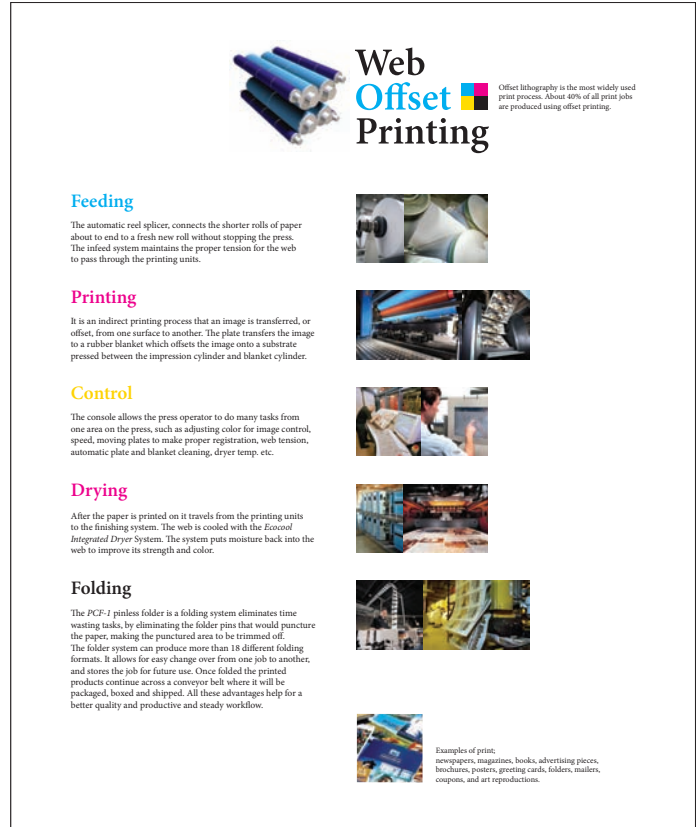 Web
Offset
Printing
Offset lithography is the most widely used
print process. About 40% of all print jobs
are produced using offset printing.
Feeding
The automatic reel splicer, connects the shorter rolls of paper
about to end to a fresh new roll without stopping the press.
The infeed system maintains the proper tension for the web
to pass through the printing units.
Printing
It is an indirect printing process that an image is transferred, or
offset, from one surface to another. The plate transfers the image
to a rubber blanket which offsets the image onto a substrate
pressed between the impression cylinder and blanket cylinder.
Control
The console allows the press operator to do many tasks from
one area on the press, such as adjusting color for image control,
speed, moving plates to make proper registration, web tension,
automatic plate and blanket cleaning, dryer temp. etc.
Drying
After the paper is printed on it travels from the printing units
to the finishing system. The web is cooled with the Ecocool
Integrated Dryer System. The system puts moisture back into the
web to improve its strength and color.
Folding
The PCF-1 pinless folder is a folding system eliminates time
wasting tasks, by eliminating the folder pins that would puncture
the paper, making the punctured area to be trimmed off.
The folder system can produce more than 18 different folding
formats. It allows for easy change over from one job to another,
and stores the job for future use. Once folded the printed
products continue across a conveyor belt where it will be
packaged, boxed and shipped. All these advantages help for a
better quality and productive and steady workflow.
Examples of print;
newspapers, magazines, books, advertising pieces,
brochures, posters, greeting cards, folders, mailers,
coupons, and art reproductions.